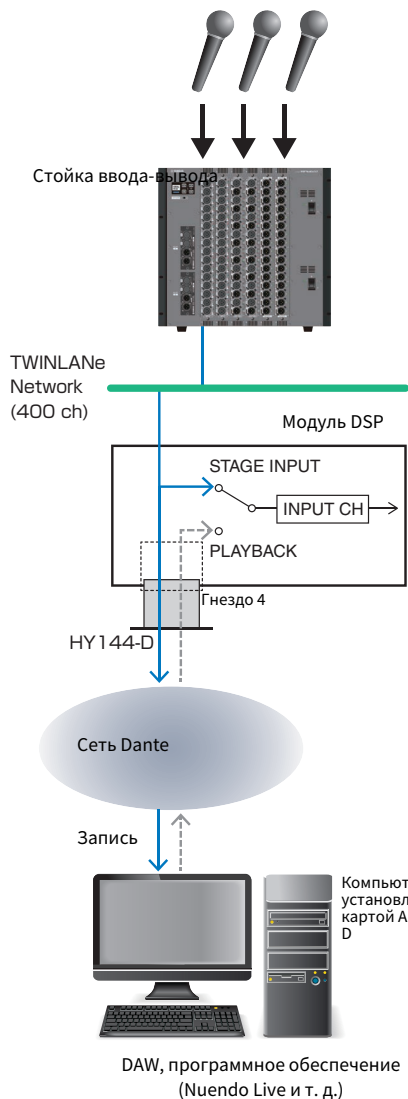 Стойка ввода-вывода
TWINLANe
Network
(400 ch)
Модуль DSP
STAGE INPUT
INPUT CH
PLAYBACK
Гнездо 4
HY144-D
Сеть Dante
Запись
установл
картой A
D
DAW, программное обеспечение
(Nuendo Live и т. д.)